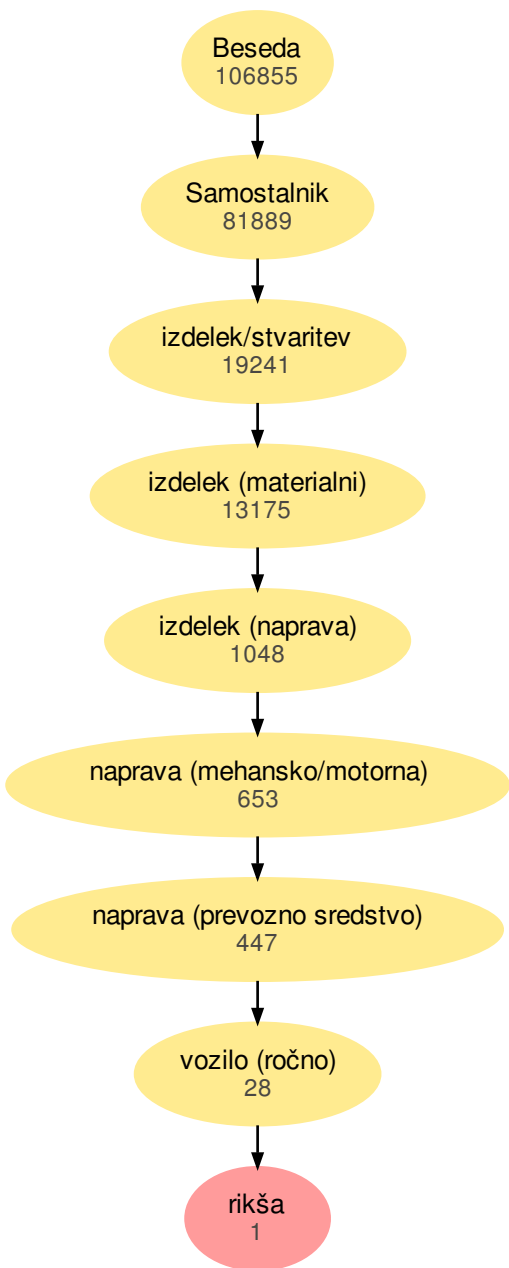 Beseda
106855
Samostalnik
81889
izdelek/stvaritev
19241
izdelek (materialni)
13175
izdelek (naprava)
1048
naprava (mehansko/motorna)
653
naprava (prevozno sredstvo)
447
vozilo (ročno)
28
rikša
1